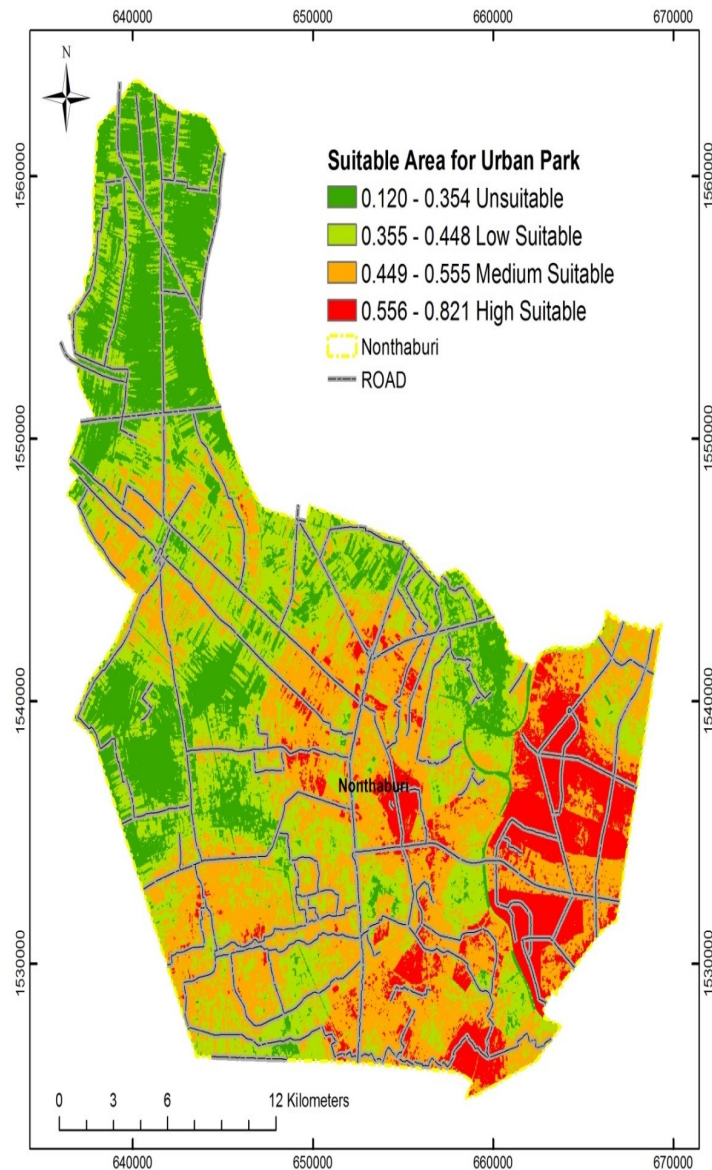 640000 650000 660000 670000
N
1560000 1560000
Suitable Area for Urban Park
0.120 - 0.354 Unsuitable
0.355 - 0.448 Low Suitable
0.449 - 0.555 Medium Suitable
0.556 - 0.821 High Suitable
Nonthaburi
ROAD
1550000 1550000
1540000 1540000
Nonthaburi
1530000 1530000
0 3 6 12 Kilometers
640000 650000 660000 670000